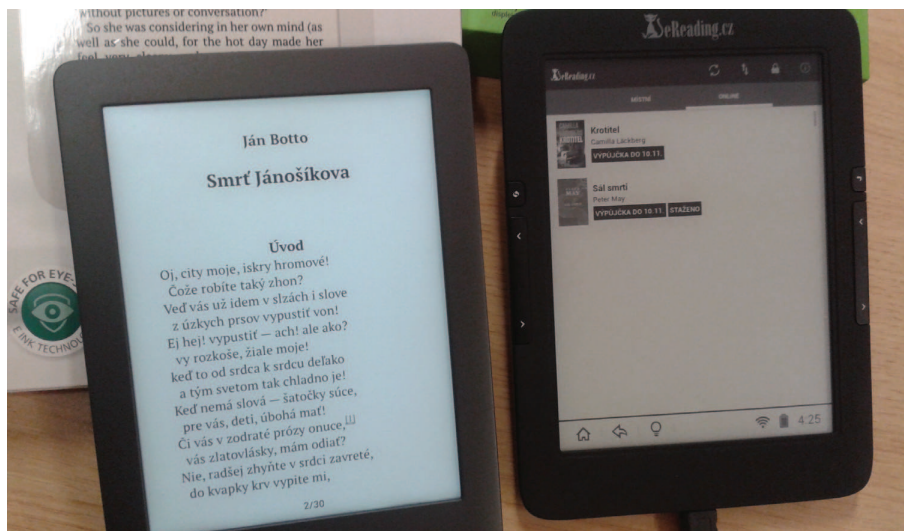 without pictures or conversation?'
So she was considering in her own mind (as
well as she could, for the hot day made her
feel very sleepy
SAFE FOR EYE
E INK TECHNO
Ján Botto
Smrť Jánošíkova
Úvod
Oj, city moje, iskry hromové!
Čože robíte taký zhon?
Veď vás už idem v slzách i slove
z úzkych prsov vypustiť von!
Ej hej! vypustiť — ach! ale ako?
vy rozkoše, žiale moje!
keď to od srdca k srdcu deľako
a tým svetom tak chladno je!
Keď nemá slová — šatočky súce,
pre vás, deti, úbohá mať!
Či vás v zodraté prózy onuce,[1]
vás zlatovlásky, mám odiať?
Nie, radšej zhyňte v srdci zavreté,
do kvapky krv vypite mi,
2/30
eReading.cz
eReading.cz
MÍSTNÍ ONLINE
Krotitel
Camilla Läckberg
VÝPŮJČKA DO 10.11.
Sál smrti
Peter May
VÝPŮJČKA DO 10.11. STAŽENO
4:25